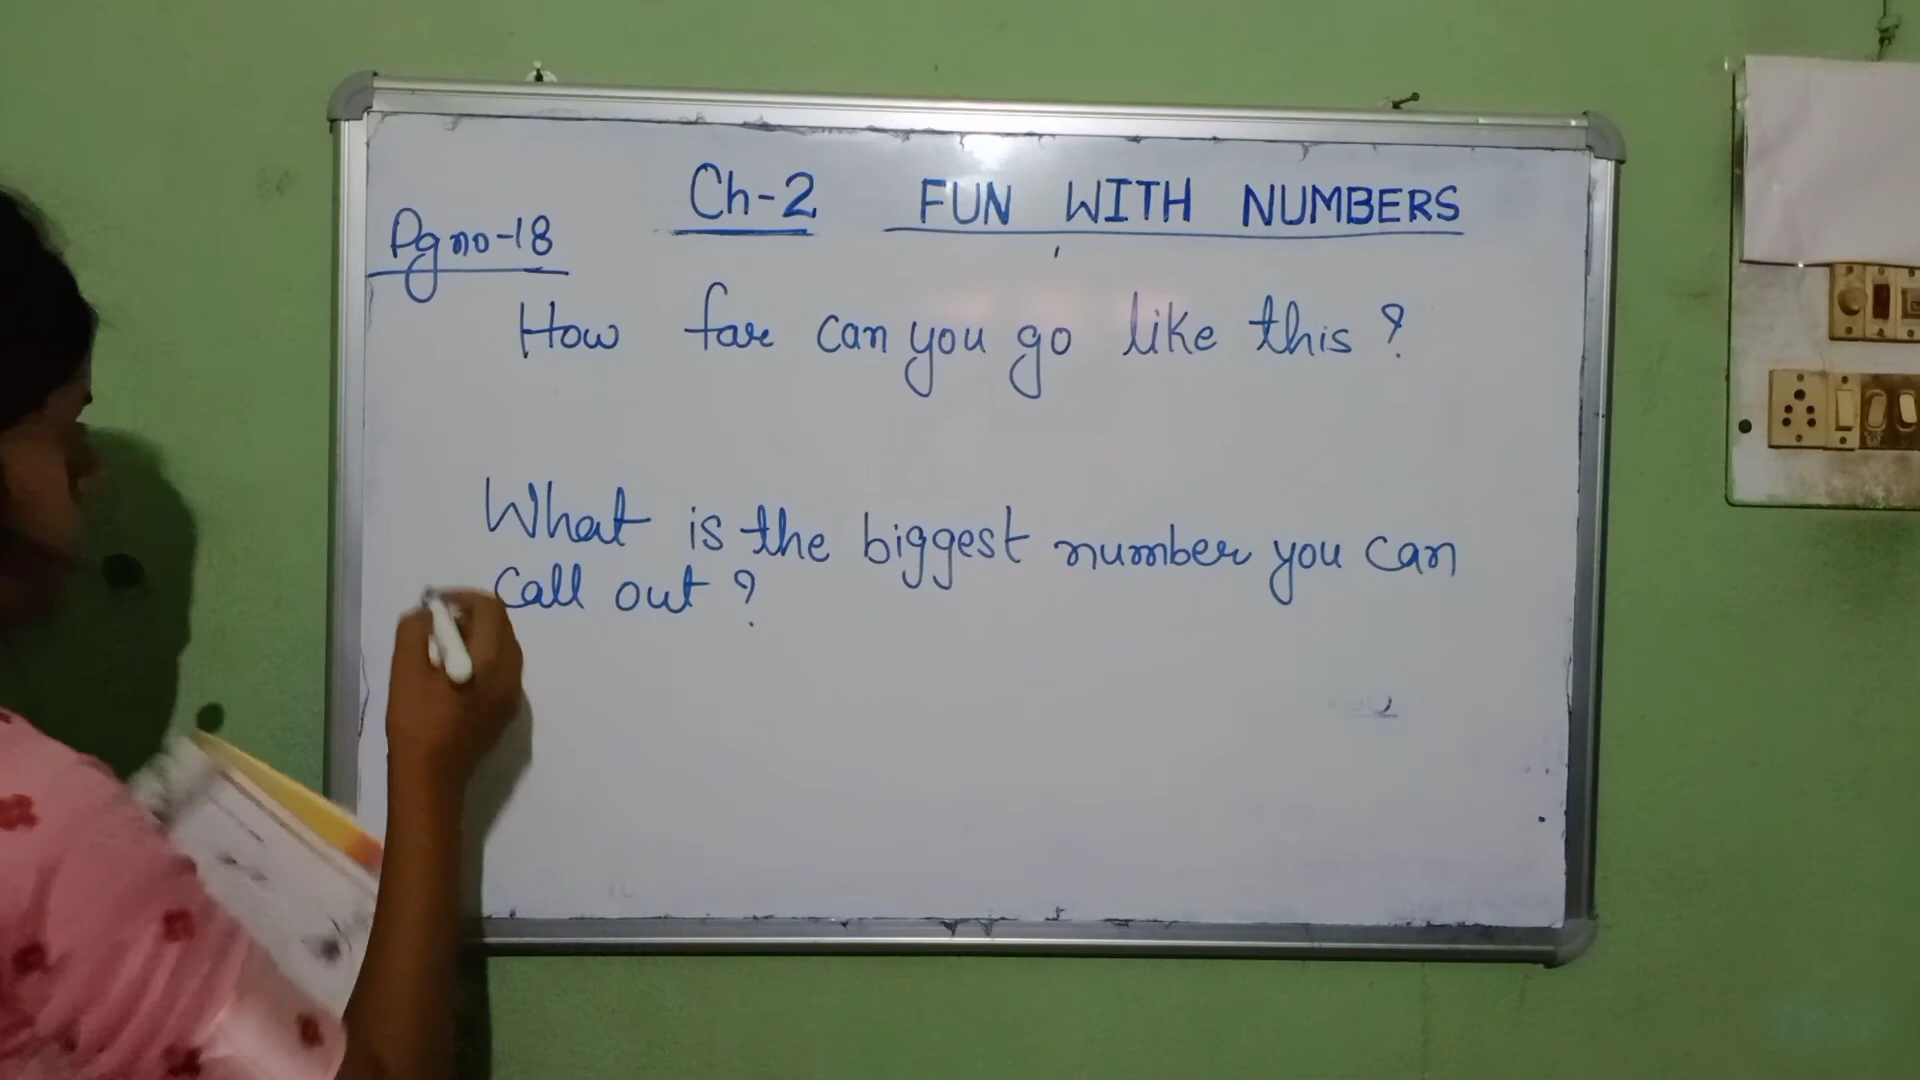 Ch-2 FUN WITH NUMBERS
Pg no-18
How far can you go like this?
What is the biggest number you can
call out?